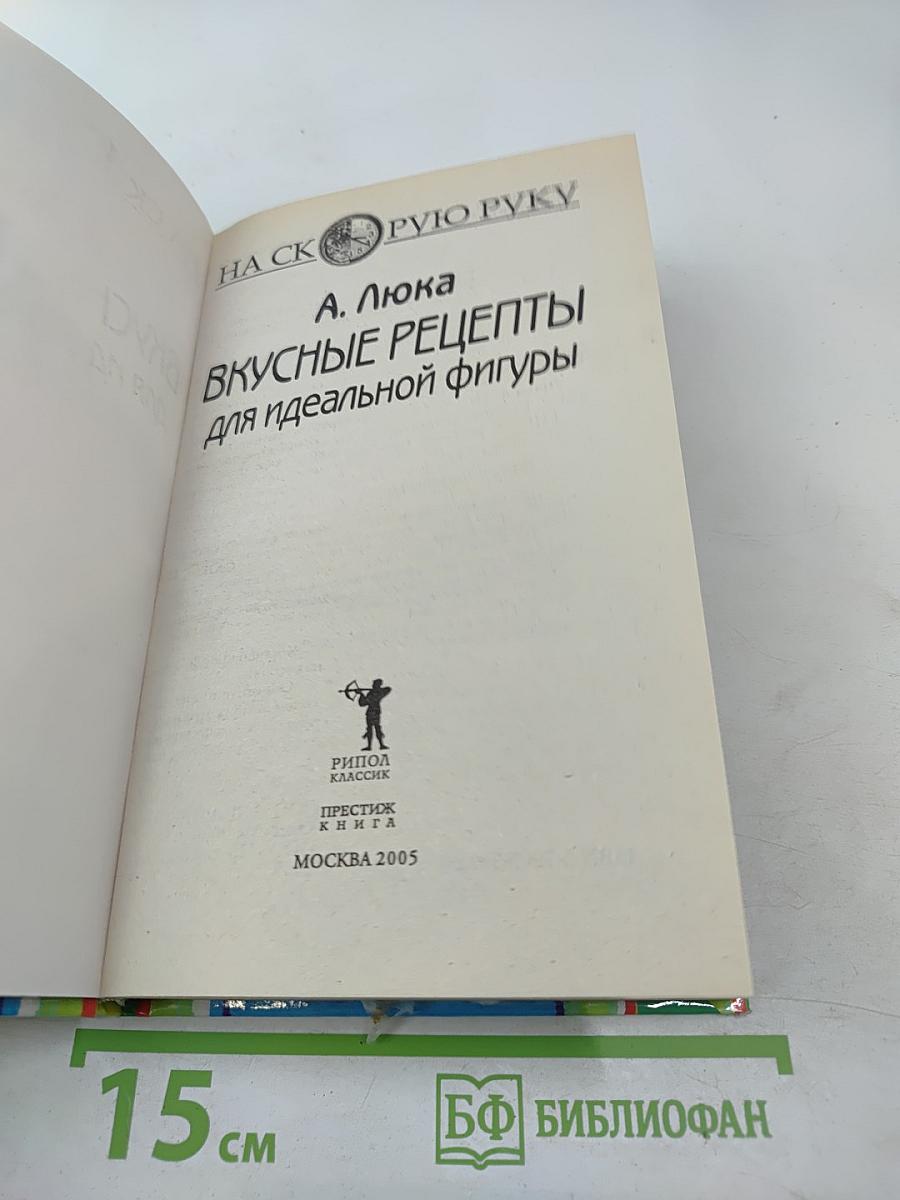 НА СКОРУЮ РУКУ
А. Люка
ВКУСНЫЕ РЕЦЕПТЫ
для идеальной фигуры
РИПОЛ
КЛАССИК
ПРЕСТИЖ
КНИГА
МОСКВА 2005
15 см
БФ БИБЛИОФАН